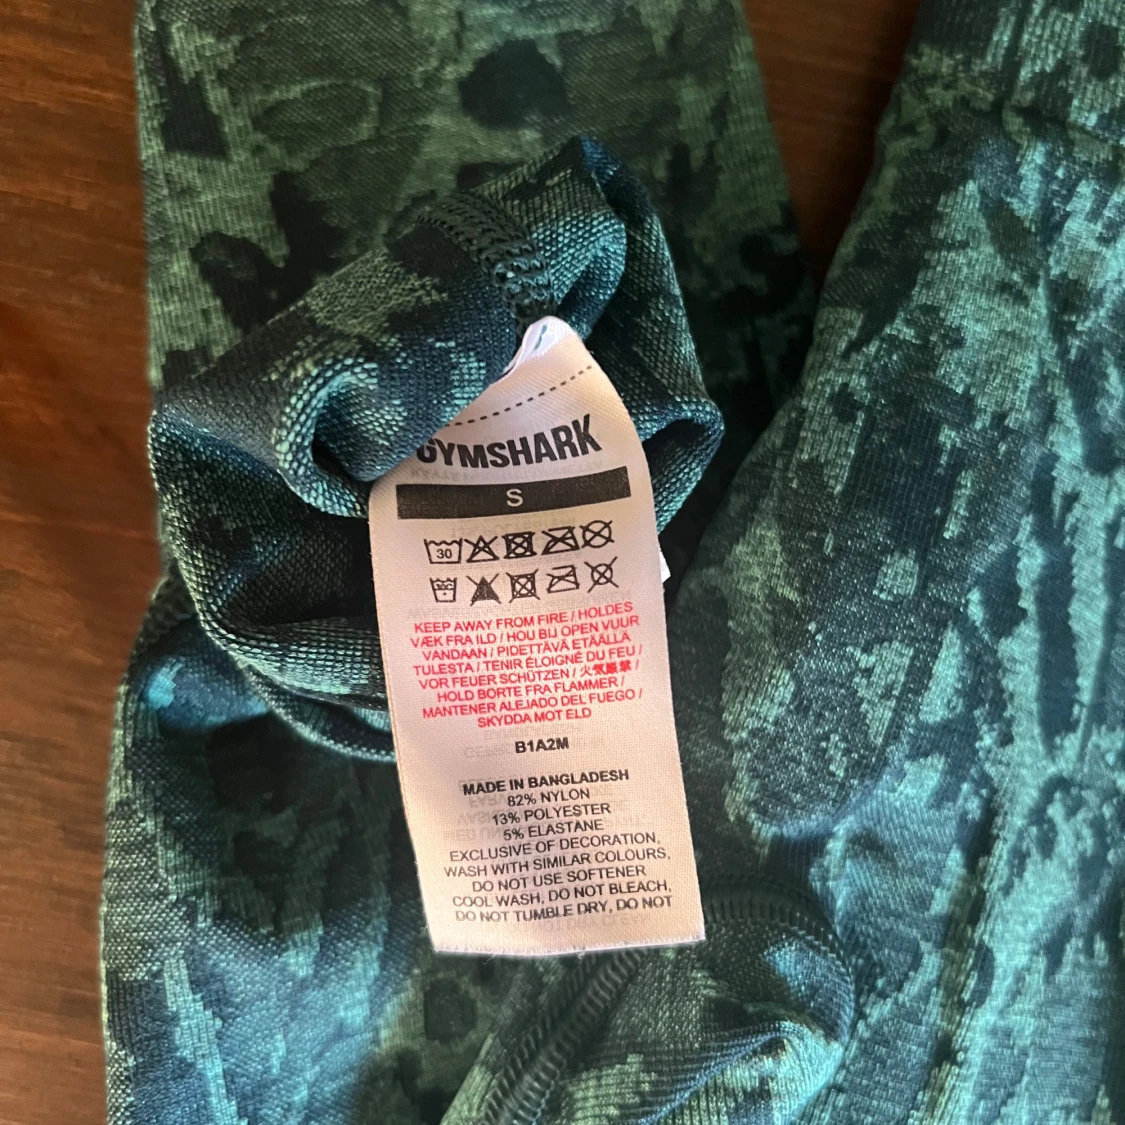 GYMSHARK
S
30
KEEP AWAY FROM FIRE / HOLDES
VÆK FRA ILD / HOU BIJ OPEN VUUR
VANDAAN / PIDETTÄVÄ ETÄÄLLÄ
TULESTA / TENIR ÉLOIGNÉ DU FEU /
VOR FEUER SCHÜTZEN / 火気厳禁 /
HOLD BORTE FRA FLAMMER /
MANTENER ALEJADO DEL FUEGO /
SKYDDA MOT ELD
B1A2M
MADE IN BANGLADESH
82% NYLON
13% POLYESTER
5% ELASTANE
EXCLUSIVE OF DECORATION,
WASH WITH SIMILAR COLOURS,
DO NOT USE SOFTENER
COOL WASH, DO NOT BLEACH,
DO NOT TUMBLE DRY, DO NOT